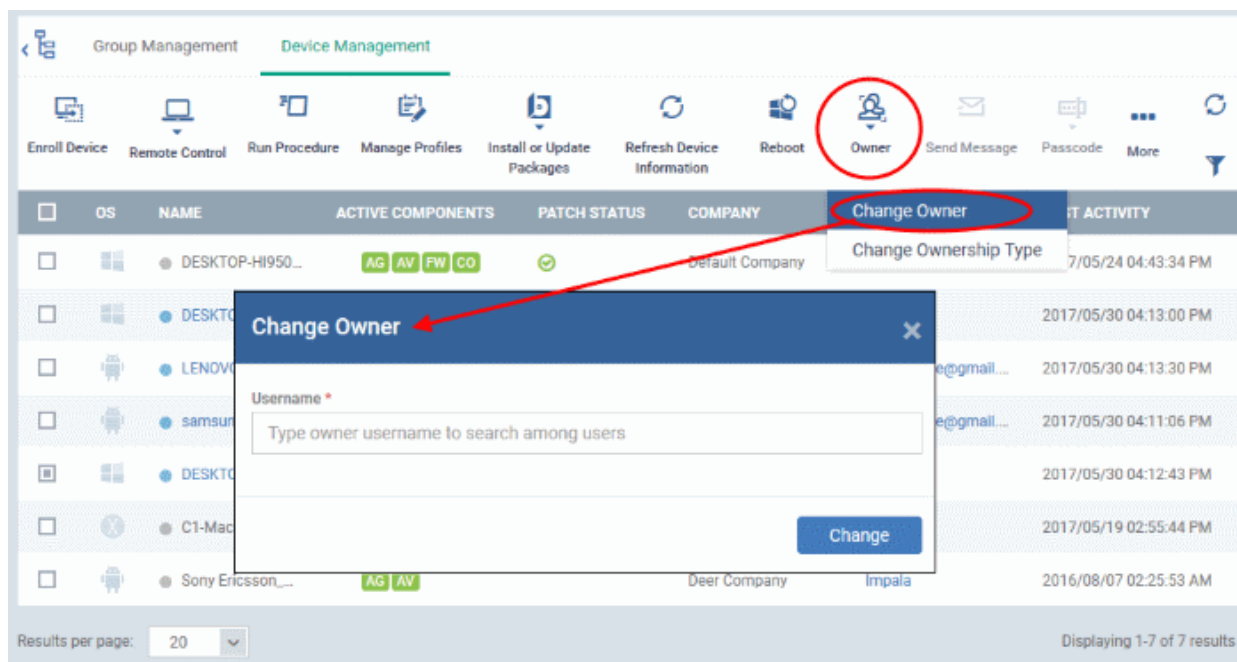 Group Management Device Management
Enroll Device Remote Control Run Procedure Manage Profiles Install or Update Packages Refresh Device Information Reboot Owner Send Message Passcode More
OS NAME ACTIVE COMPONENTS PATCH STATUS COMPANY Change Owner T ACTIVITY
Change Ownership Type
DESKTOP-HI950... AG AV FW CO Default Company 7/05/24 04:43:34 PM
DESKTO 2017/05/30 04:13:00 PM
Change Owner
LENOVO e@gmail.... 2017/05/30 04:13:30 PM
Username *
Type owner username to search among users
samsun e@gmail.... 2017/05/30 04:11:06 PM
DESKTO 2017/05/30 04:12:43 PM
C1-Mac 2017/05/19 02:55:44 PM
Change
Sony Ericsson_... AG AV Deer Company Impala 2016/08/07 02:25:53 AM
Results per page: 20 Displaying 1-7 of 7 results